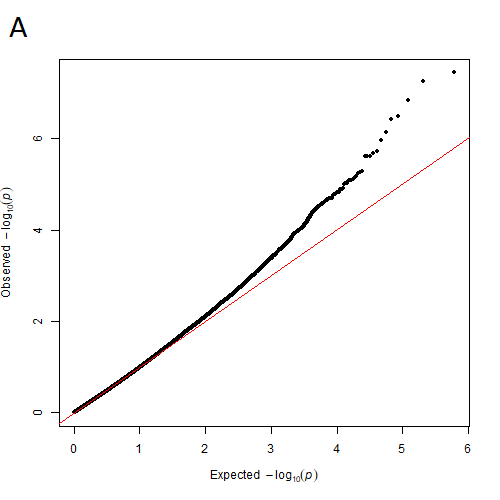 A
Observed −log10(p)
6
4
2
0
0 1 2 3 4 5 6
Expected −log10(p)